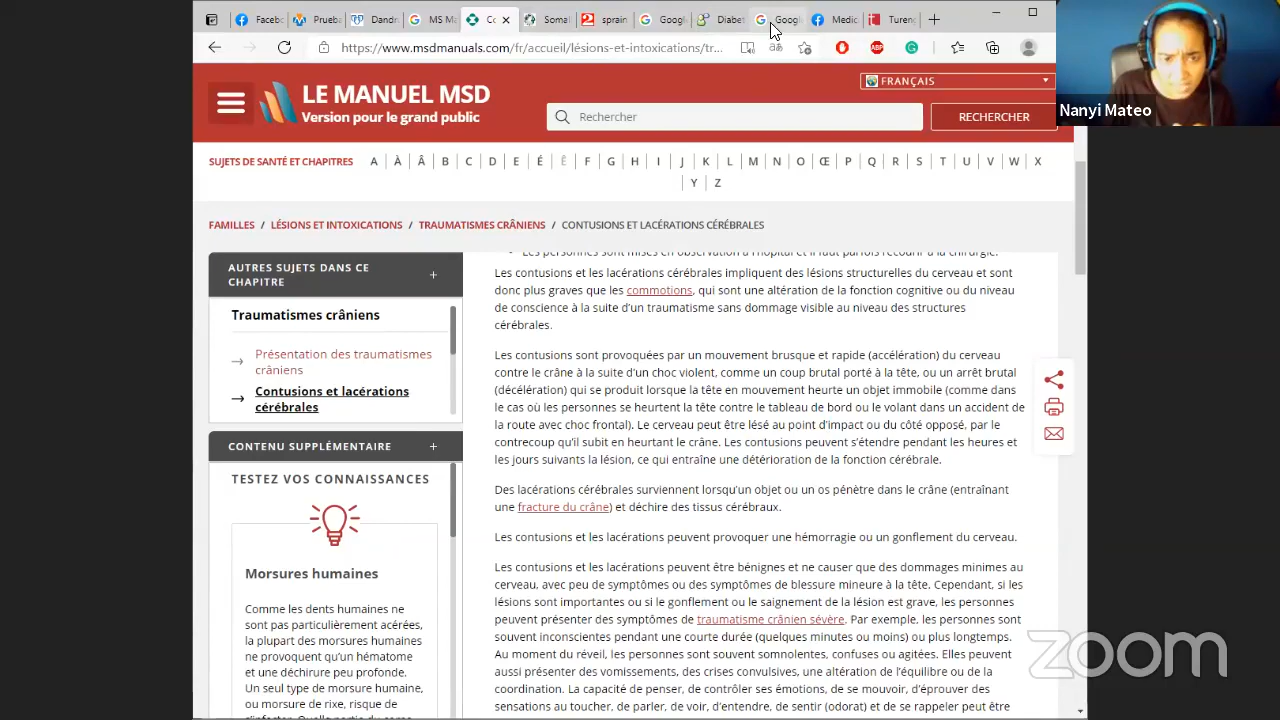 Faceb
Prueba
Dandr
MS Ma
Co
Somal
sprain
Google
Diabet
Google
Medic
Tureng
https://www.msdmanuals.com/fr/accueil/lésions-et-intoxications/tr...
Nanyi Mateo
LE MANUEL MSD
Version pour le grand public
FRANÇAIS
Rechercher
RECHERCHER
SUJETS DE SANTÉ ET CHAPITRES A À Â B C D E É Ê F G H I J K L M N O Œ P Q R S T U V W X
Y Z
FAMILLES / LÉSIONS ET INTOXICATIONS / TRAUMATISMES CRÂNIENS / CONTUSIONS ET LACÉRATIONS CÉRÉBRALES
AUTRES SUJETS DANS CE
CHAPITRE +
Traumatismes crâniens
→ Présentation des traumatismes
crâniens
→ Contusions et lacérations
cérébrales
CONTENU SUPPLÉMENTAIRE +
TESTEZ VOS CONNAISSANCES
Morsures humaines
Comme les dents humaines ne
sont pas particulièrement acérées,
la plupart des morsures humaines
ne provoquent qu'un hématome
et une déchirure peu profonde.
Un seul type de morsure humaine,
ou morsure de rixe, risque de
Les personnes sont mises en observation à l'hôpital et il faut parfois recourir à la chirurgie.
Les contusions et les lacérations cérébrales impliquent des lésions structurelles du cerveau et sont
donc plus graves que les commotions, qui sont une altération de la fonction cognitive ou du niveau
de conscience à la suite d'un traumatisme sans dommage visible au niveau des structures
cérébrales.
Les contusions sont provoquées par un mouvement brusque et rapide (accélération) du cerveau
contre le crâne à la suite d'un choc violent, comme un coup brutal porté à la tête, ou un arrêt brutal
(décélération) qui se produit lorsque la tête en mouvement heurte un objet immobile (comme dans
le cas où les personnes se heurtent la tête contre le tableau de bord ou le volant dans un accident de
la route avec choc frontal). Le cerveau peut être lésé au point d'impact ou du côté opposé, par le
contrecoup qu'il subit en heurtant le crâne. Les contusions peuvent s'étendre pendant les heures et
les jours suivants la lésion, ce qui entraîne une détérioration de la fonction cérébrale.
Des lacérations cérébrales surviennent lorsqu'un objet ou un os pénètre dans le crâne (entraînant
une fracture du crâne) et déchire des tissus cérébraux.
Les contusions et les lacérations peuvent provoquer une hémorragie ou un gonflement du cerveau.
Les contusions et les lacérations peuvent être bénignes et ne causer que des dommages minimes au
cerveau, avec peu de symptômes ou des symptômes de blessure mineure à la tête. Cependant, si les
lésions sont importantes ou si le gonflement ou le saignement de la lésion est grave, les personnes
peuvent présenter des symptômes de traumatisme crânien sévère. Par exemple, les personnes sont
souvent inconscientes pendant une courte durée (quelques minutes ou moins) ou plus longtemps.
Au moment du réveil, les personnes sont souvent somnolentes, confuses ou agitées. Elles peuvent
aussi présenter des vomissements, des crises convulsives, une altération de l'équilibre ou de la
coordination. La capacité de penser, de contrôler ses émotions, de se mouvoir, d'éprouver des
sensations au toucher, de parler, de voir, d'entendre, de sentir (odorat) et de se rappeler peut être
zoom